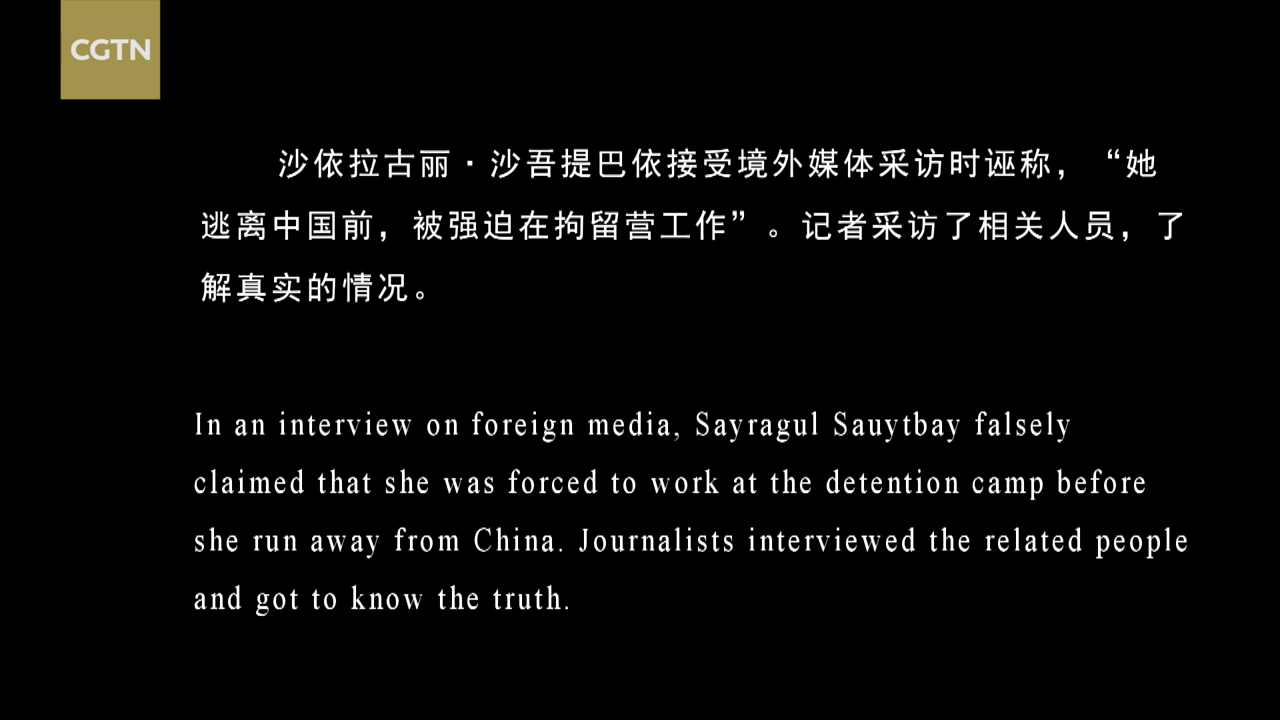 CGTN
沙依拉古丽·沙吾提巴依接受境外媒体采访时诬称，“她
逃离中国前，被强迫在拘留营工作”。记者采访了相关人员，了
解真实的情况。
In an interview on foreign media, Sayragul Sauytbay falsely
claimed that she was forced to work at the detention camp before
she run away from China. Journalists interviewed the related people
and got to know the truth.